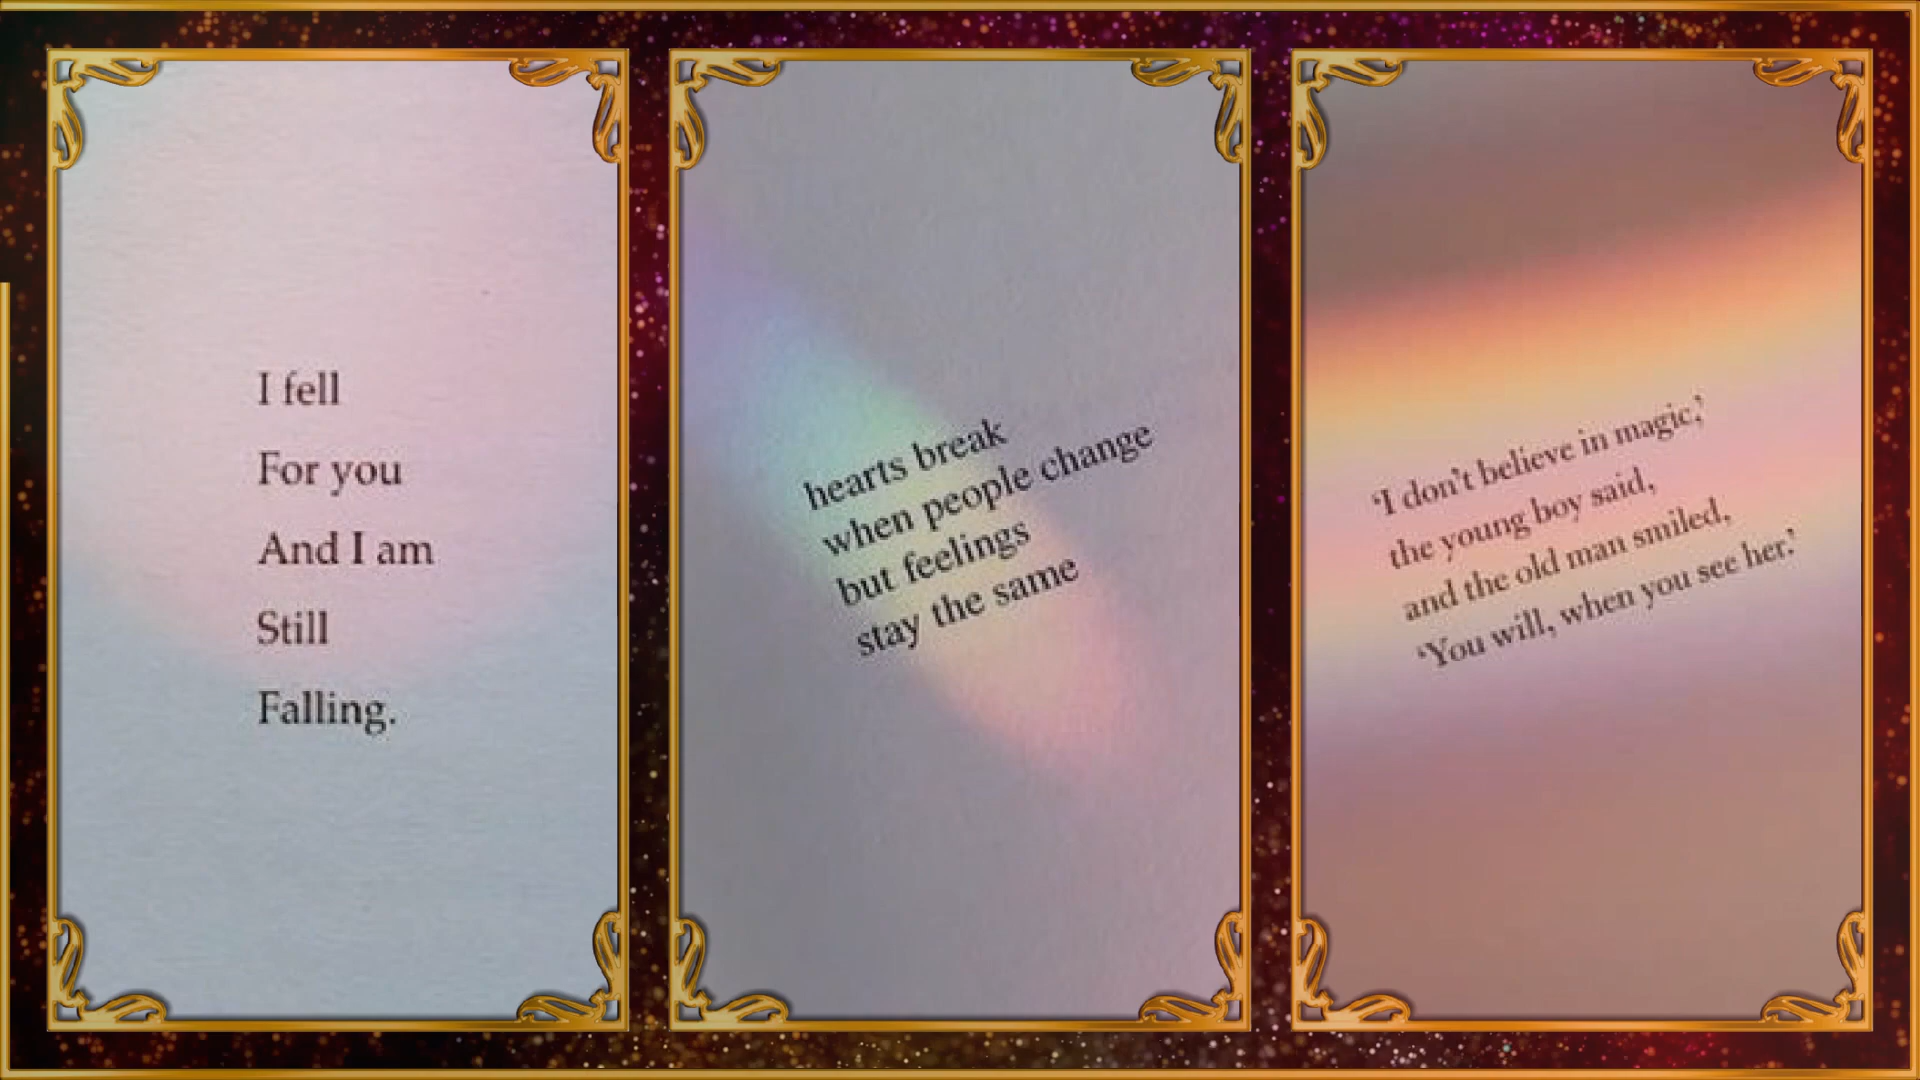 I fell
For you
And I am
Still
Falling.
hearts break
when people change
but feelings
stay the same
‘I don’t believe in magic,’
the young boy said,
and the old man smiled,
‘You will, when you see her.’